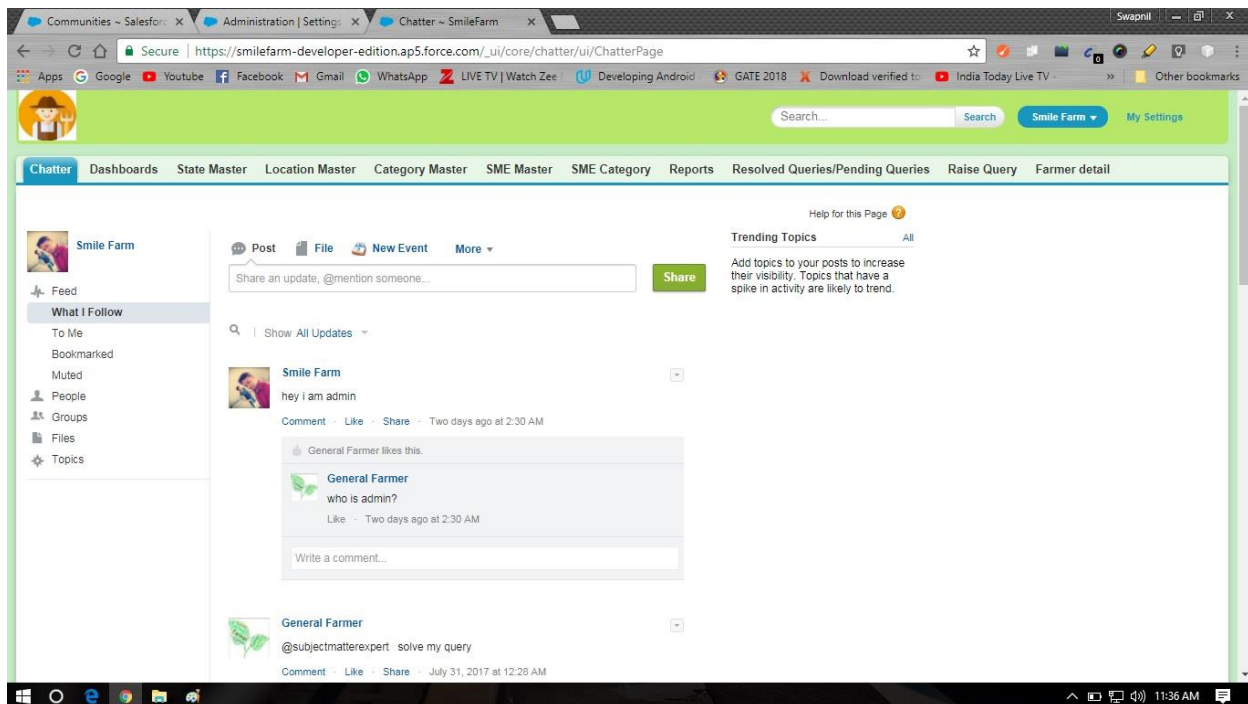 Communities ~ Salesforc
Administration | Settings
Chatter ~ SmileFarm
Swapnil
Secure | https://smilefarm-developer-edition.ap5.force.com/_ui/core/chatter/ui/ChatterPage
0
Apps Google Youtube Facebook Gmail WhatsApp LIVE TV | Watch Zee Developing Android GATE 2018 Download verified to India Today Live TV - » Other bookmarks
Search... Search Smile Farm My Settings
Chatter Dashboards State Master Location Master Category Master SME Master SME Category Reports Resolved Queries/Pending Queries Raise Query Farmer detail
Help for this Page
Smile Farm
Feed
What I Follow
To Me
Bookmarked
Muted
People
Groups
Files
Topics
Post File New Event More
Share an update, @mention someone... Share
Show All Updates
Smile Farm
hey i am admin
Comment · Like · Share · Two days ago at 2:30 AM
General Farmer likes this.
General Farmer
who is admin?
Like · Two days ago at 2:30 AM
Write a comment...
General Farmer
@subjectmatterexpert solve my query
Comment · Like · Share · July 31, 2017 at 12:28 AM
Trending Topics All
Add topics to your posts to increase
their visibility. Topics that have a
spike in activity are likely to trend.
11:36 AM